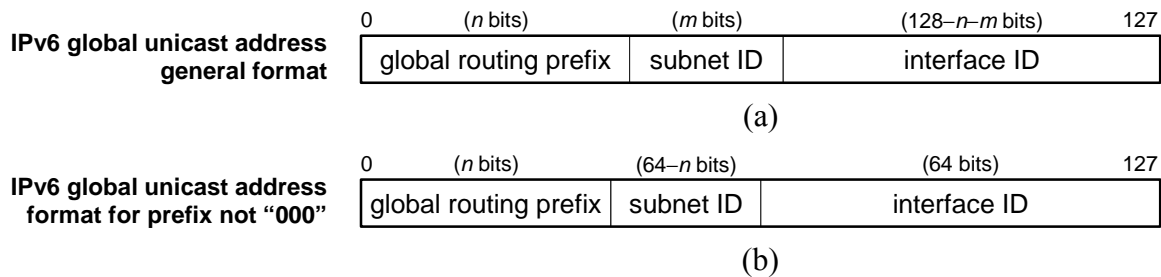 0 (n bits) (m bits) (128–n–m bits) 127
IPv6 global unicast address
general format
global routing prefix subnet ID interface ID
(a)
0 (n bits) (64–n bits) (64 bits) 127
IPv6 global unicast address
format for prefix not “000”
global routing prefix subnet ID interface ID
(b)